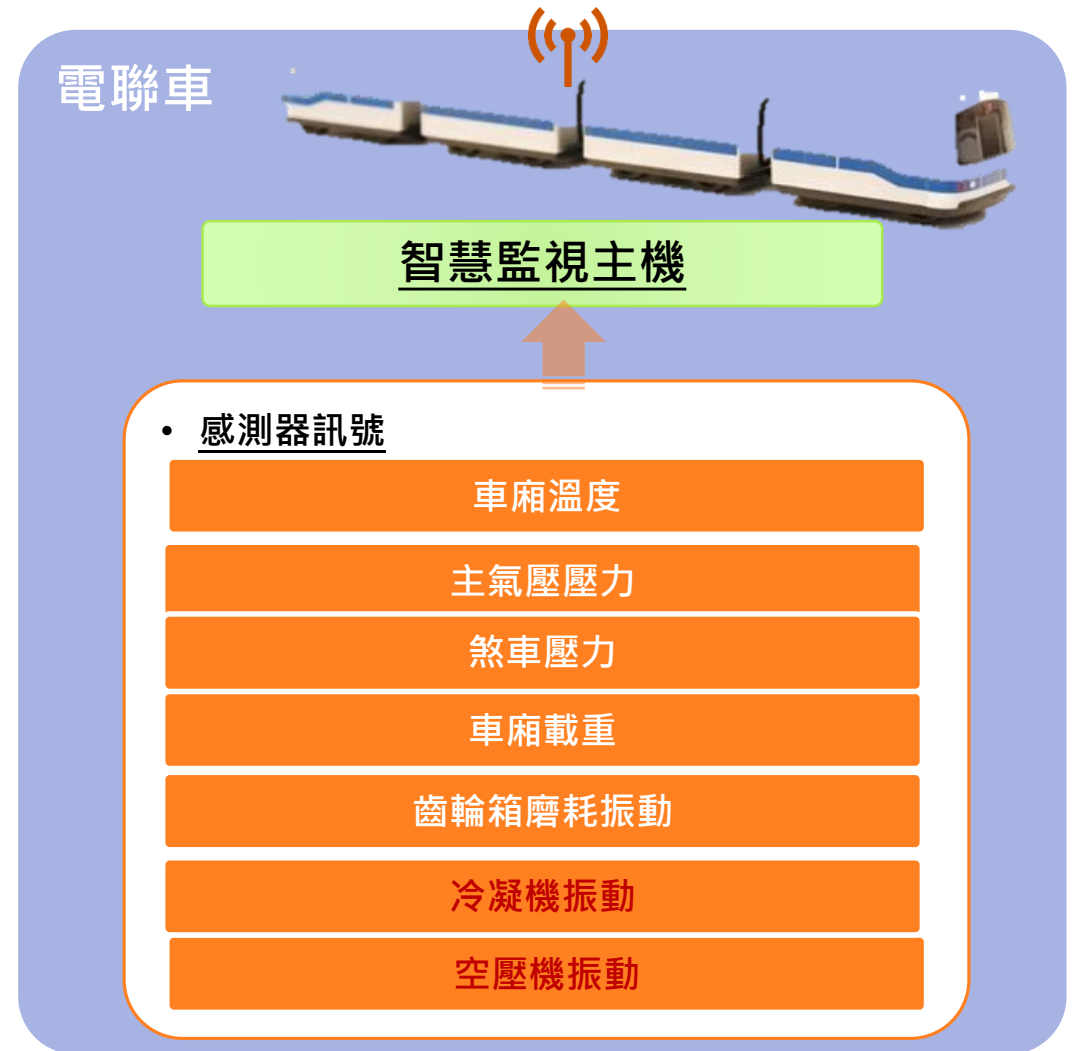 電聯車
智慧監視主機
• 感測器訊號
車廂溫度
主氣壓壓力
煞車壓力
車廂載重
齒輪箱磨耗振動
冷凝機振動
空壓機振動